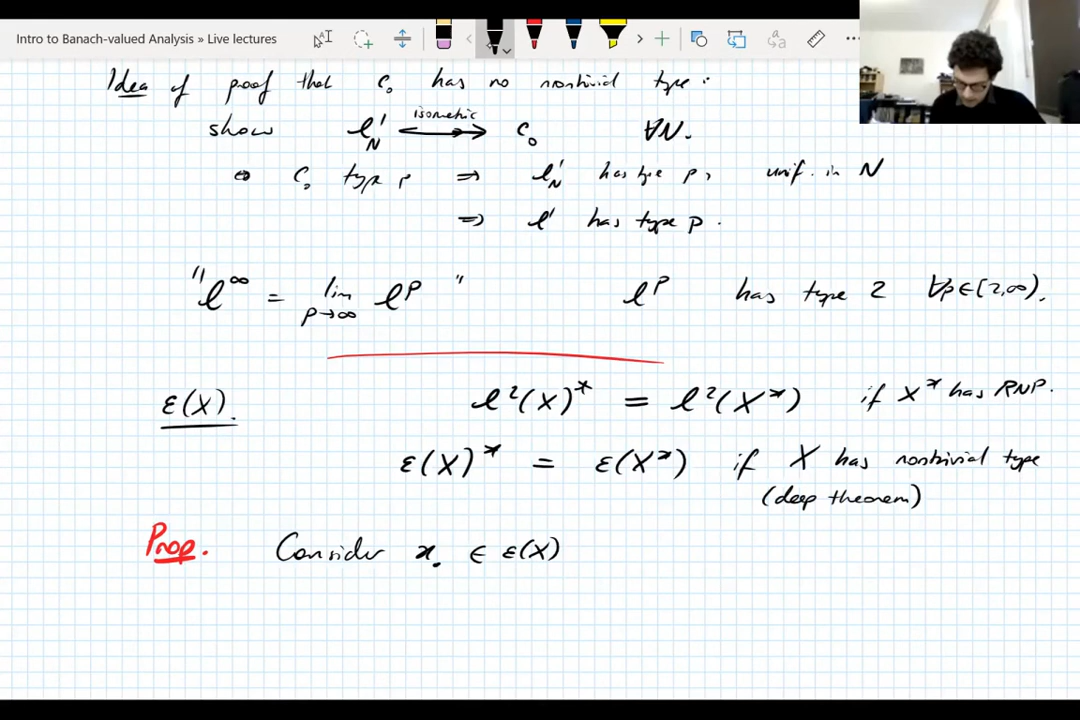 Intro to Banach-valued Analysis » Live lectures
Idea of proof that c₀ has no nontrivial type:
show ℓ¹_N ⟷ c₀ ∀N.
isometric
⇔ c₀ type p ⇒ ℓ¹_N has type p, unif. in N
⇒ ℓ¹ has type p.
"ℓ^∞ = lim_{p→∞} ℓ^p" ℓ^p has type 2 ∀p∈[2,∞).
ε(X). ℓ²(X)* = ℓ²(X*) if X* has RNP.
ε(X)* = ε(X*) if X has nontrivial type
(deep theorem)
Prop. Consider x. ∈ ε(X)